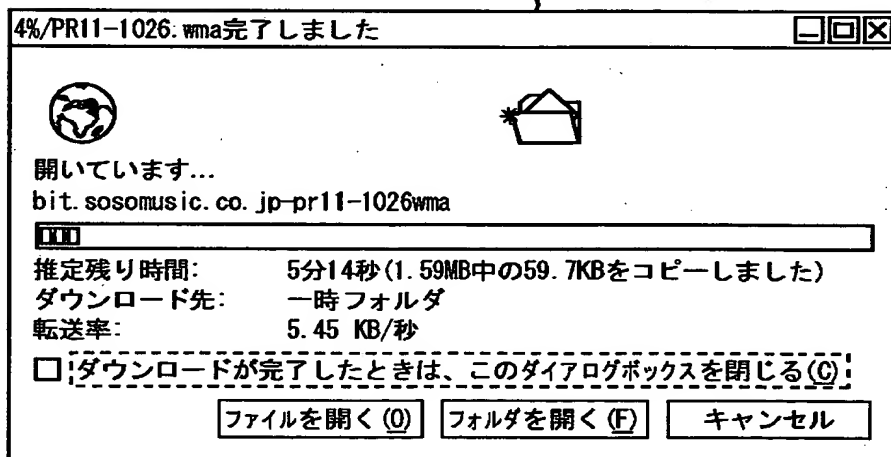 4%/PR11-1026:wma完了しました
開いています...
bit.sosomusic.co.jp-pr11-1026wma
推定残り時間: 5分14秒(1.59MB中の59.7KBをコピーしました)
ダウンロード先: 一時フォルダ
転送率: 5.45 KB/秒
ダウンロードが完了したときは、このダイアログボックスを閉じる(C)
ファイルを開く(O) フォルダを開く(F) キャンセル